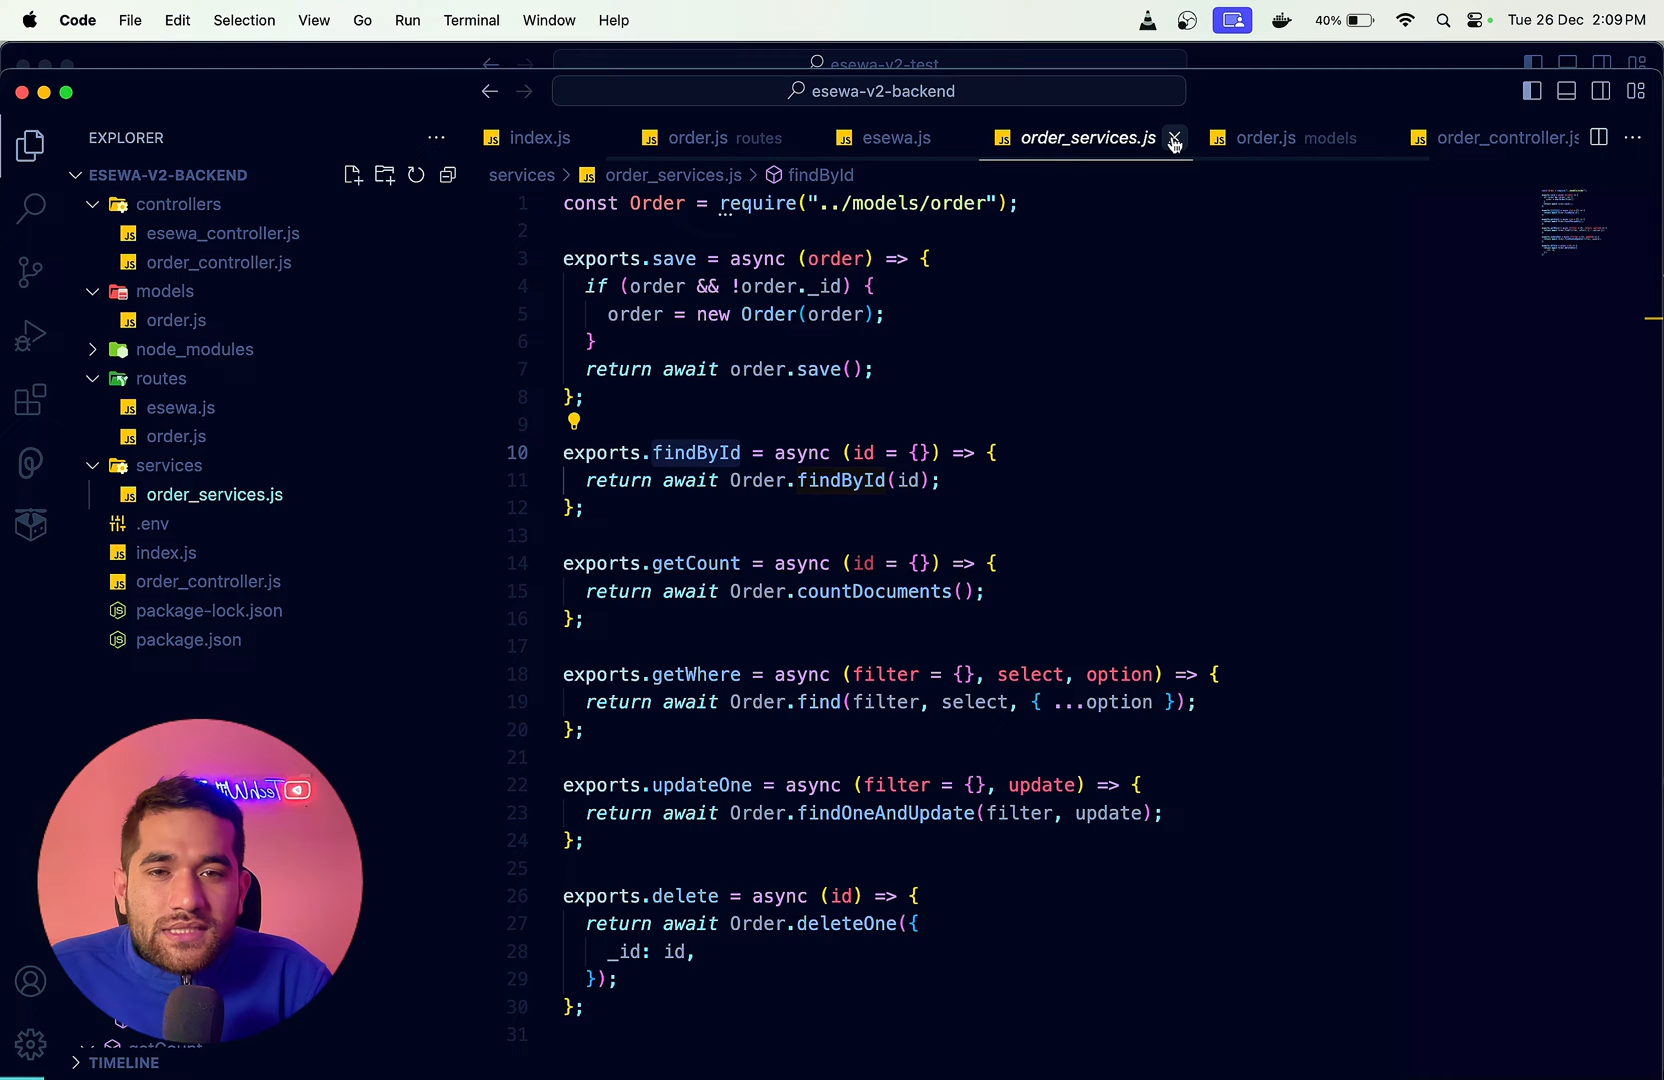 Code File Edit Selection View Go Run Terminal Window Help 40% Tue 26 Dec 2:09 PM
esewa-v2-test
esewa-v2-backend
EXPLORER
index.js order.js routes esewa.js order_services.js order.js models order_controller.js
ESEWA-V2-BACKEND
services > order_services.js > findById
controllers
esewa_controller.js
order_controller.js
models
order.js
node_modules
routes
esewa.js
order.js
services
order_services.js
.env
index.js
order_controller.js
package-lock.json
package.json
TIMELINE
1 const Order = require("../models/order");
2
3 exports.save = async (order) => {
4 if (order && !order._id) {
5 order = new Order(order);
6 }
7 return await order.save();
8 };
9
10 exports.findById = async (id = {}) => {
11 return await Order.findById(id);
12 };
13
14 exports.getCount = async (id = {}) => {
15 return await Order.countDocuments();
16 };
17
18 exports.getWhere = async (filter = {}, select, option) => {
19 return await Order.find(filter, select, { ...option });
20 };
21
22 exports.updateOne = async (filter = {}, update) => {
23 return await Order.findOneAndUpdate(filter, update);
24 };
25
26 exports.delete = async (id) => {
27 return await Order.deleteOne({
28 _id: id,
29 });
30 };
31